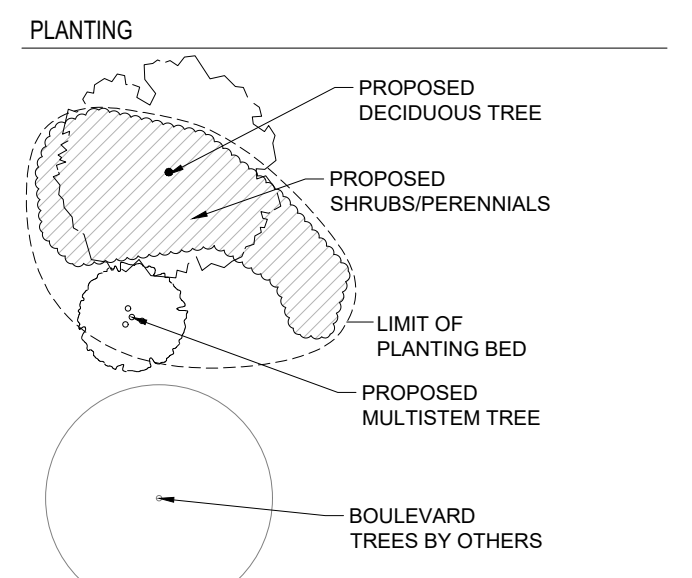 PLANTING
PROPOSED
DECIDUOUS TREE
PROPOSED
SHRUBS/PERENNIALS
LIMIT OF
PLANTING BED
PROPOSED
MULTISTEM TREE
BOULEVARD
TREES BY OTHERS